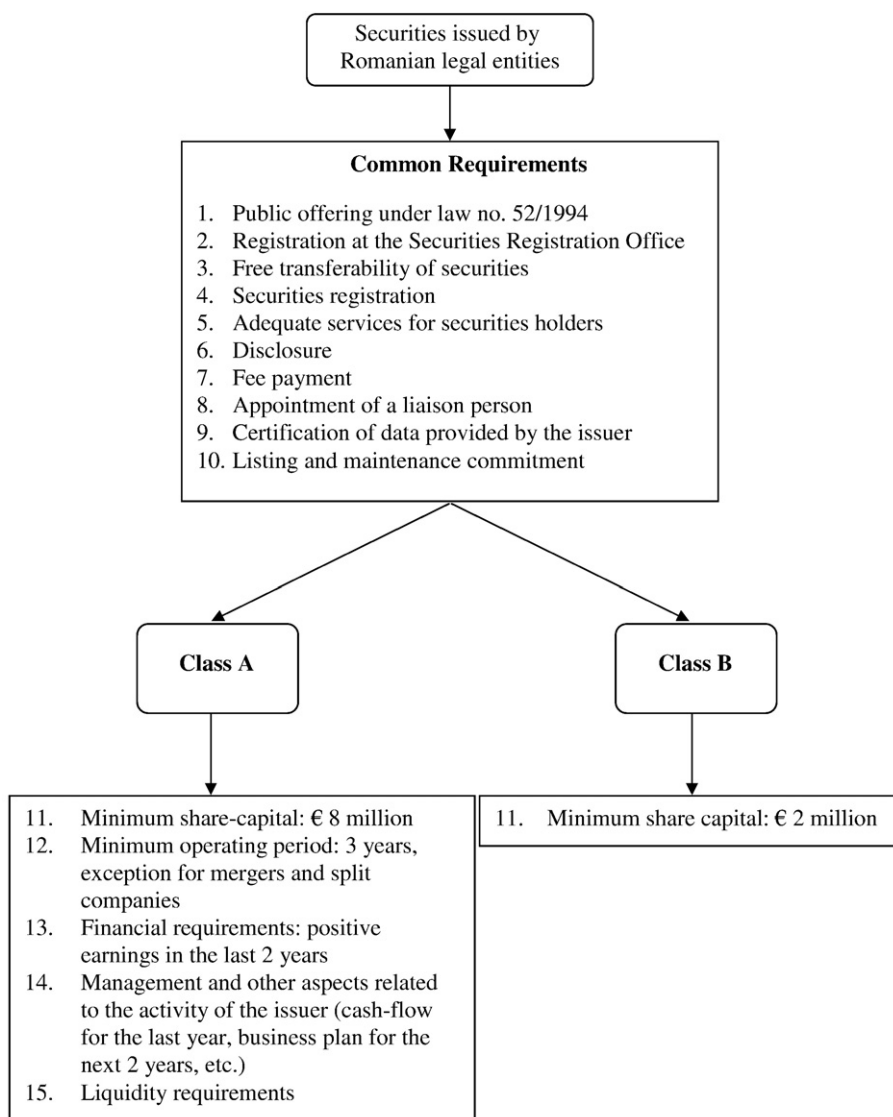 Securities issued by
Romanian legal entities
Common Requirements
1. Public offering under law no. 52/1994
2. Registration at the Securities Registration Office
3. Free transferability of securities
4. Securities registration
5. Adequate services for securities holders
6. Disclosure
7. Fee payment
8. Appointment of a liaison person
9. Certification of data provided by the issuer
10. Listing and maintenance commitment
Class A
Class B
11. Minimum share-capital: € 8 million
12. Minimum operating period: 3 years,
exception for mergers and split
companies
13. Financial requirements: positive
earnings in the last 2 years
14. Management and other aspects related
to the activity of the issuer (cash-flow
for the last year, business plan for the
next 2 years, etc.)
15. Liquidity requirements
11. Minimum share capital: € 2 million